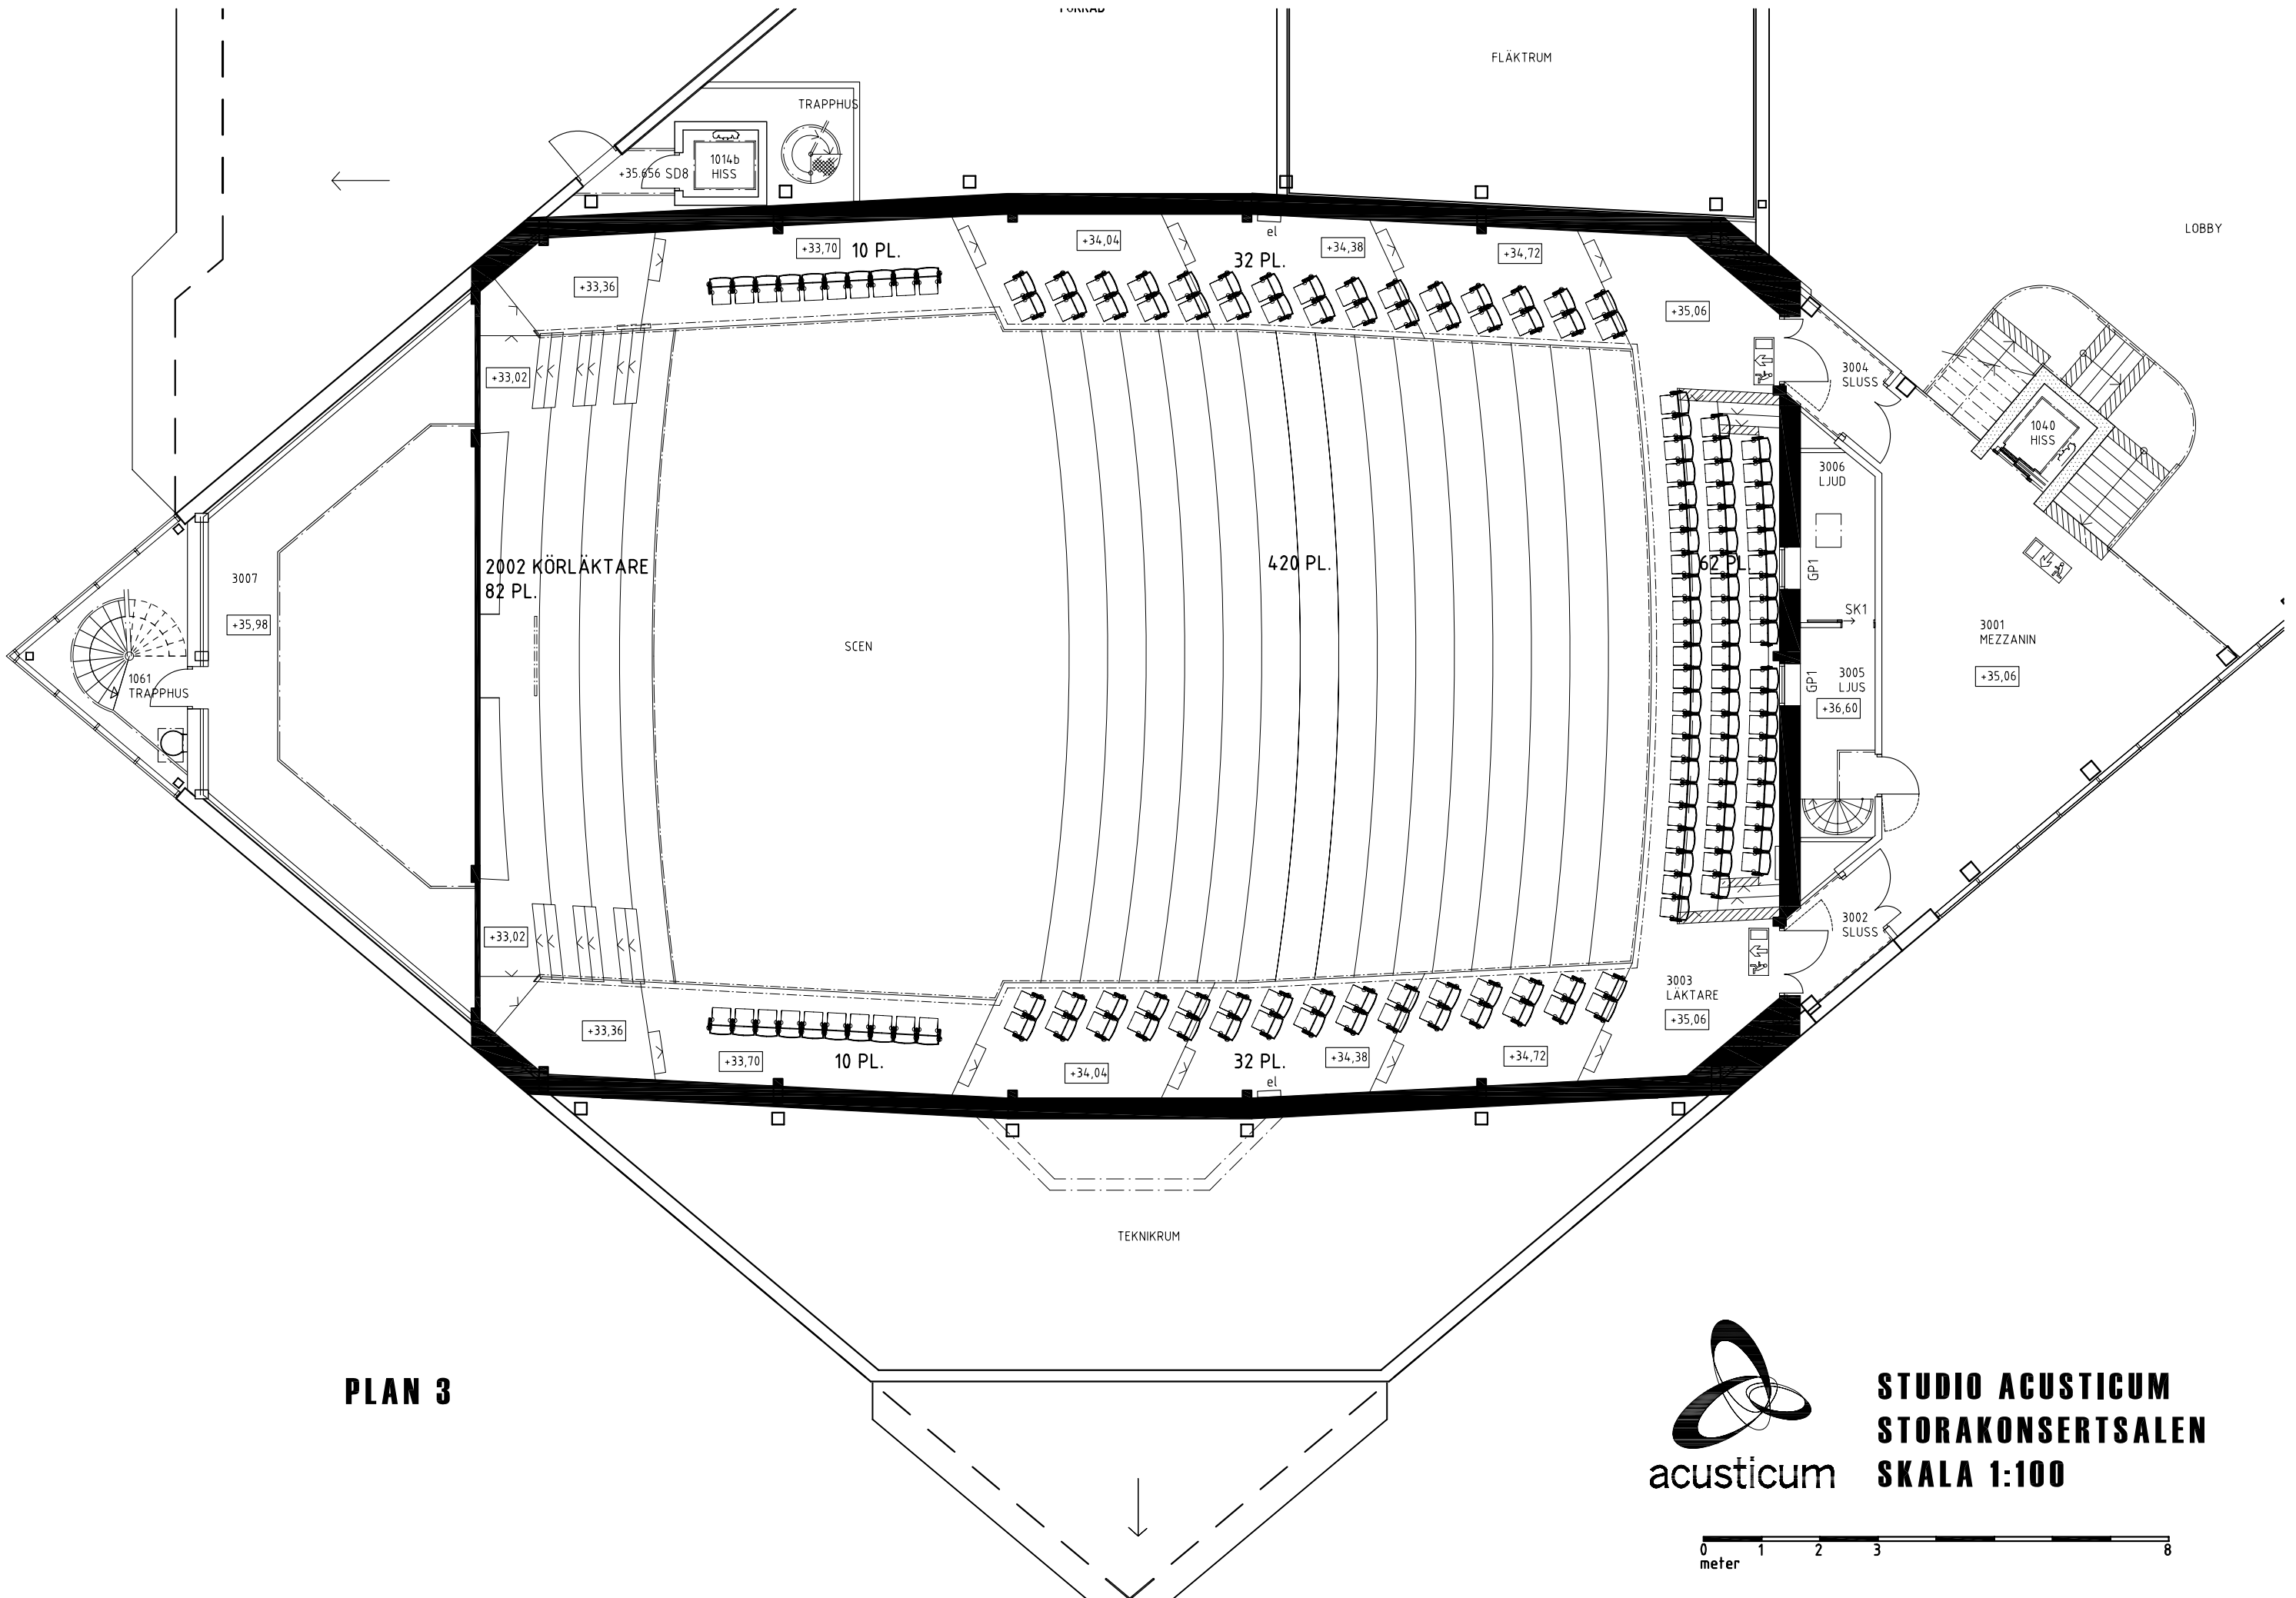 FLÄKTRUM
TRAPPHUS
LOBBY
+35.656 SD8
1014b
HISS
el
+33,70
10 PL.
+34,04
32 PL.
+34,38
+34,72
+33,36
+35,06
+33,02
3004
SLUSS
1040
HISS
3006
LJUD
2002 KÖRLÄKTARE
82 PL.
420 PL.
62 PL.
GP1
3007
+35,98
SK1
3001
MEZZANIN
+35,06
SCEN
1061
TRAPPHUS
GP1
3005
LJUS
+36,60
+33,02
3002
SLUSS
3003
LÄKTARE
+35,06
+33,36
+33,70
10 PL.
+34,04
32 PL.
el
+34,38
+34,72
TEKNIKRUM
PLAN 3
acusticum
STUDIO ACUSTICUM
STORAKONSERTSALEN
SKALA 1:100
0 1 2 3 8
meter